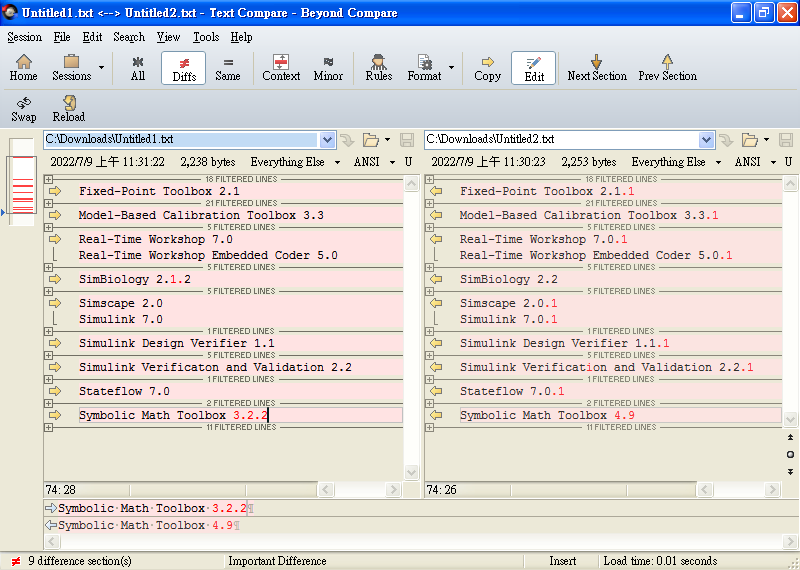 Untitled1.txt <--> Untitled2.txt - Text Compare - Beyond Compare
Session File Edit Search View Tools Help
Home Sessions All Diffs Same Context Minor Rules Format Copy Edit Next Section Prev Section
Swap Reload
C:\Downloads\Untitled1.txt
2022/7/9 上午 11:31:22 2,238 bytes Everything Else ANSI U
18 FILTERED LINES
Fixed-Point Toolbox 2.1
21 FILTERED LINES
Model-Based Calibration Toolbox 3.3
5 FILTERED LINES
Real-Time Workshop 7.0
Real-Time Workshop Embedded Coder 5.0
5 FILTERED LINES
SimBiology 2.1.2
5 FILTERED LINES
Simscape 2.0
Simulink 7.0
1 FILTERED LINES
Simulink Design Verifier 1.1
5 FILTERED LINES
Simulink Verificaton and Validation 2.2
1 FILTERED LINES
Stateflow 7.0
2 FILTERED LINES
Symbolic Math Toolbox 3.2.2
11 FILTERED LINES
74: 28
C:\Downloads\Untitled2.txt
2022/7/9 上午 11:30:23 2,253 bytes Everything Else ANSI U
18 FILTERED LINES
Fixed-Point Toolbox 2.1.1
21 FILTERED LINES
Model-Based Calibration Toolbox 3.3.1
5 FILTERED LINES
Real-Time Workshop 7.0.1
Real-Time Workshop Embedded Coder 5.0.1
5 FILTERED LINES
SimBiology 2.2
5 FILTERED LINES
Simscape 2.0.1
Simulink 7.0.1
1 FILTERED LINES
Simulink Design Verifier 1.1.1
5 FILTERED LINES
Simulink Verification and Validation 2.2.1
1 FILTERED LINES
Stateflow 7.0.1
2 FILTERED LINES
Symbolic Math Toolbox 4.9
11 FILTERED LINES
74: 26
Symbolic·Math·Toolbox·3.2.2¶
Symbolic·Math·Toolbox·4.9¶
9 difference section(s) Important Difference Insert Load time: 0.01 seconds